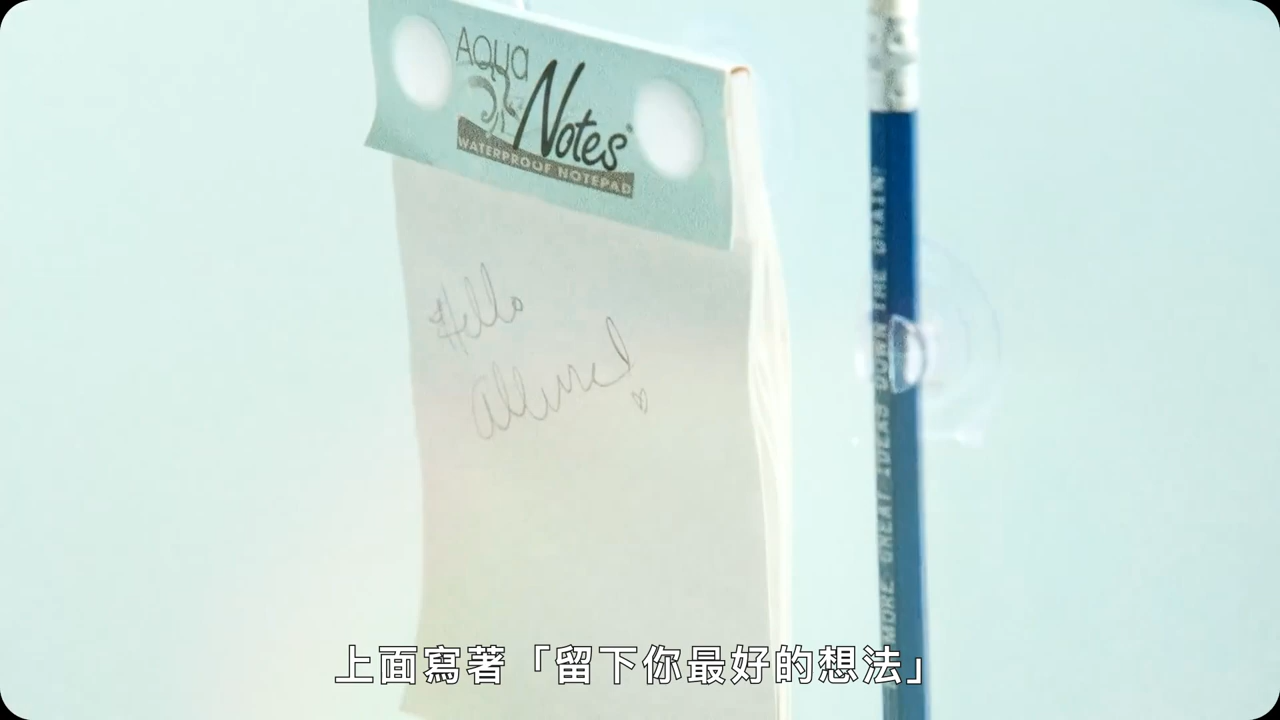 AQUA
Notes
WATERPROOF NOTEPAD
Hello
allure
MORE GREAT IDEAS DOWN THE DRAIN!
上面寫著「留下你最好的想法」